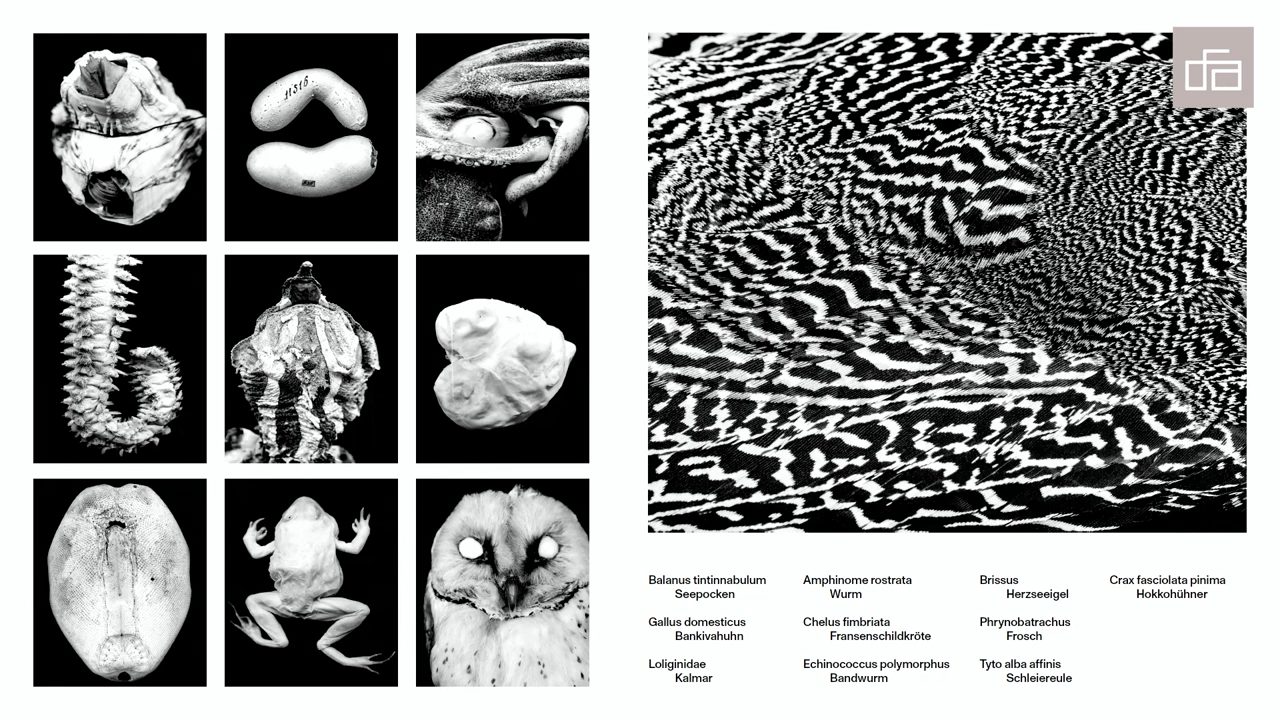 11516
dfa
Balanus tintinnabulum
Seepocken
Gallus domesticus
Bankivahuhn
Loliginidae
Kalmar
Amphinome rostrata
Wurm
Chelus fimbriata
Fransenschildkröte
Echinococcus polymorphus
Bandwurm
Brissus
Herzseeigel
Phrynobatrachus
Frosch
Tyto alba affinis
Schleiereule
Crax fasciolata pinima
Hokkohühner